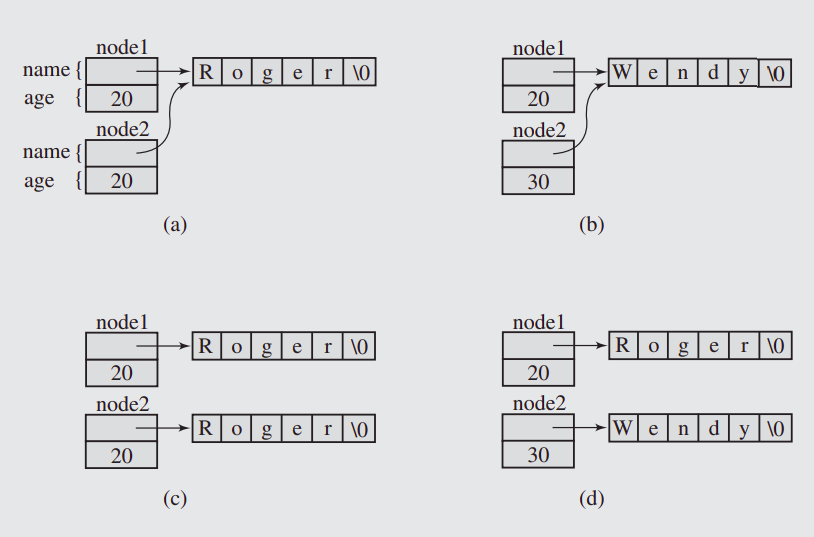 node1
name { R o g e r \0
age { 20
node2
name {
age { 20
(a)
node1
W e n d y \0
20
node2
30
(b)
node1
R o g e r \0
20
node2
R o g e r \0
20
(c)
node1
R o g e r \0
20
node2
W e n d y \0
30
(d)